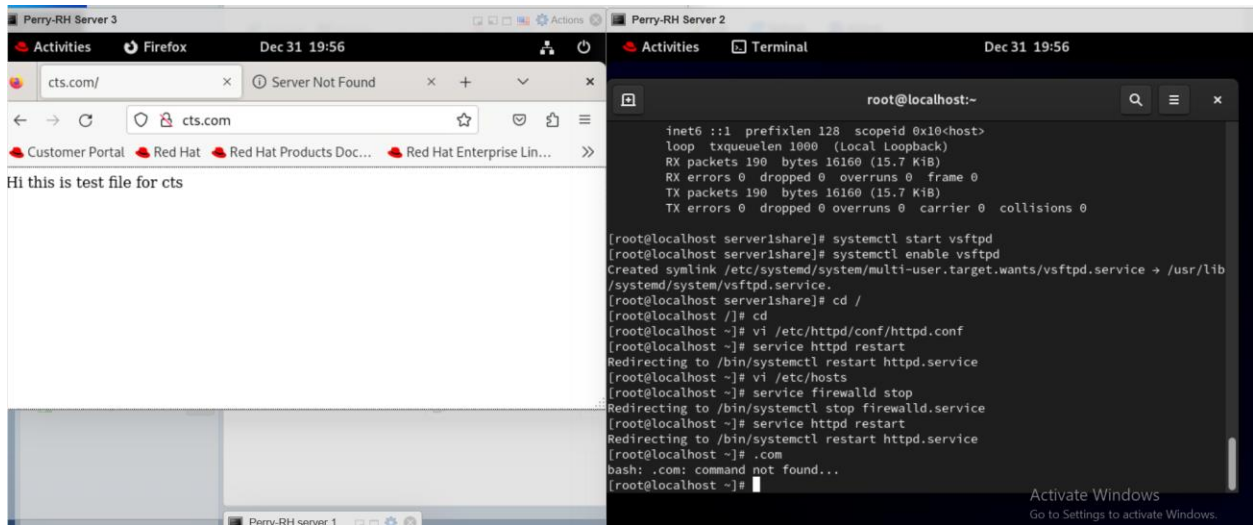 Perry-RH Server 3
Actions
Activities Firefox Dec 31 19:56
cts.com/ × Server Not Found × + ×
cts.com
Customer Portal Red Hat Red Hat Products Doc... Red Hat Enterprise Lin... »
Hi this is test file for cts
Perry-RH server 1
Perry-RH Server 2
Activities Terminal Dec 31 19:56
root@localhost:~
inet6 ::1 prefixlen 128 scopeid 0x10<host>
loop txqueuelen 1000 (Local Loopback)
RX packets 190 bytes 16160 (15.7 KiB)
RX errors 0 dropped 0 overruns 0 frame 0
TX packets 190 bytes 16160 (15.7 KiB)
TX errors 0 dropped 0 overruns 0 carrier 0 collisions 0
[root@localhost server1share]# systemctl start vsftpd
[root@localhost server1share]# systemctl enable vsftpd
Created symlink /etc/systemd/system/multi-user.target.wants/vsftpd.service → /usr/lib
/systemd/system/vsftpd.service.
[root@localhost server1share]# cd /
[root@localhost /]# cd
[root@localhost ~]# vi /etc/httpd/conf/httpd.conf
[root@localhost ~]# service httpd restart
Redirecting to /bin/systemctl restart httpd.service
[root@localhost ~]# vi /etc/hosts
[root@localhost ~]# service firewalld stop
Redirecting to /bin/systemctl stop firewalld.service
[root@localhost ~]# service httpd restart
Redirecting to /bin/systemctl restart httpd.service
[root@localhost ~]# .com
bash: .com: command not found...
[root@localhost ~]#
Activate Windows
Go to Settings to activate Windows.